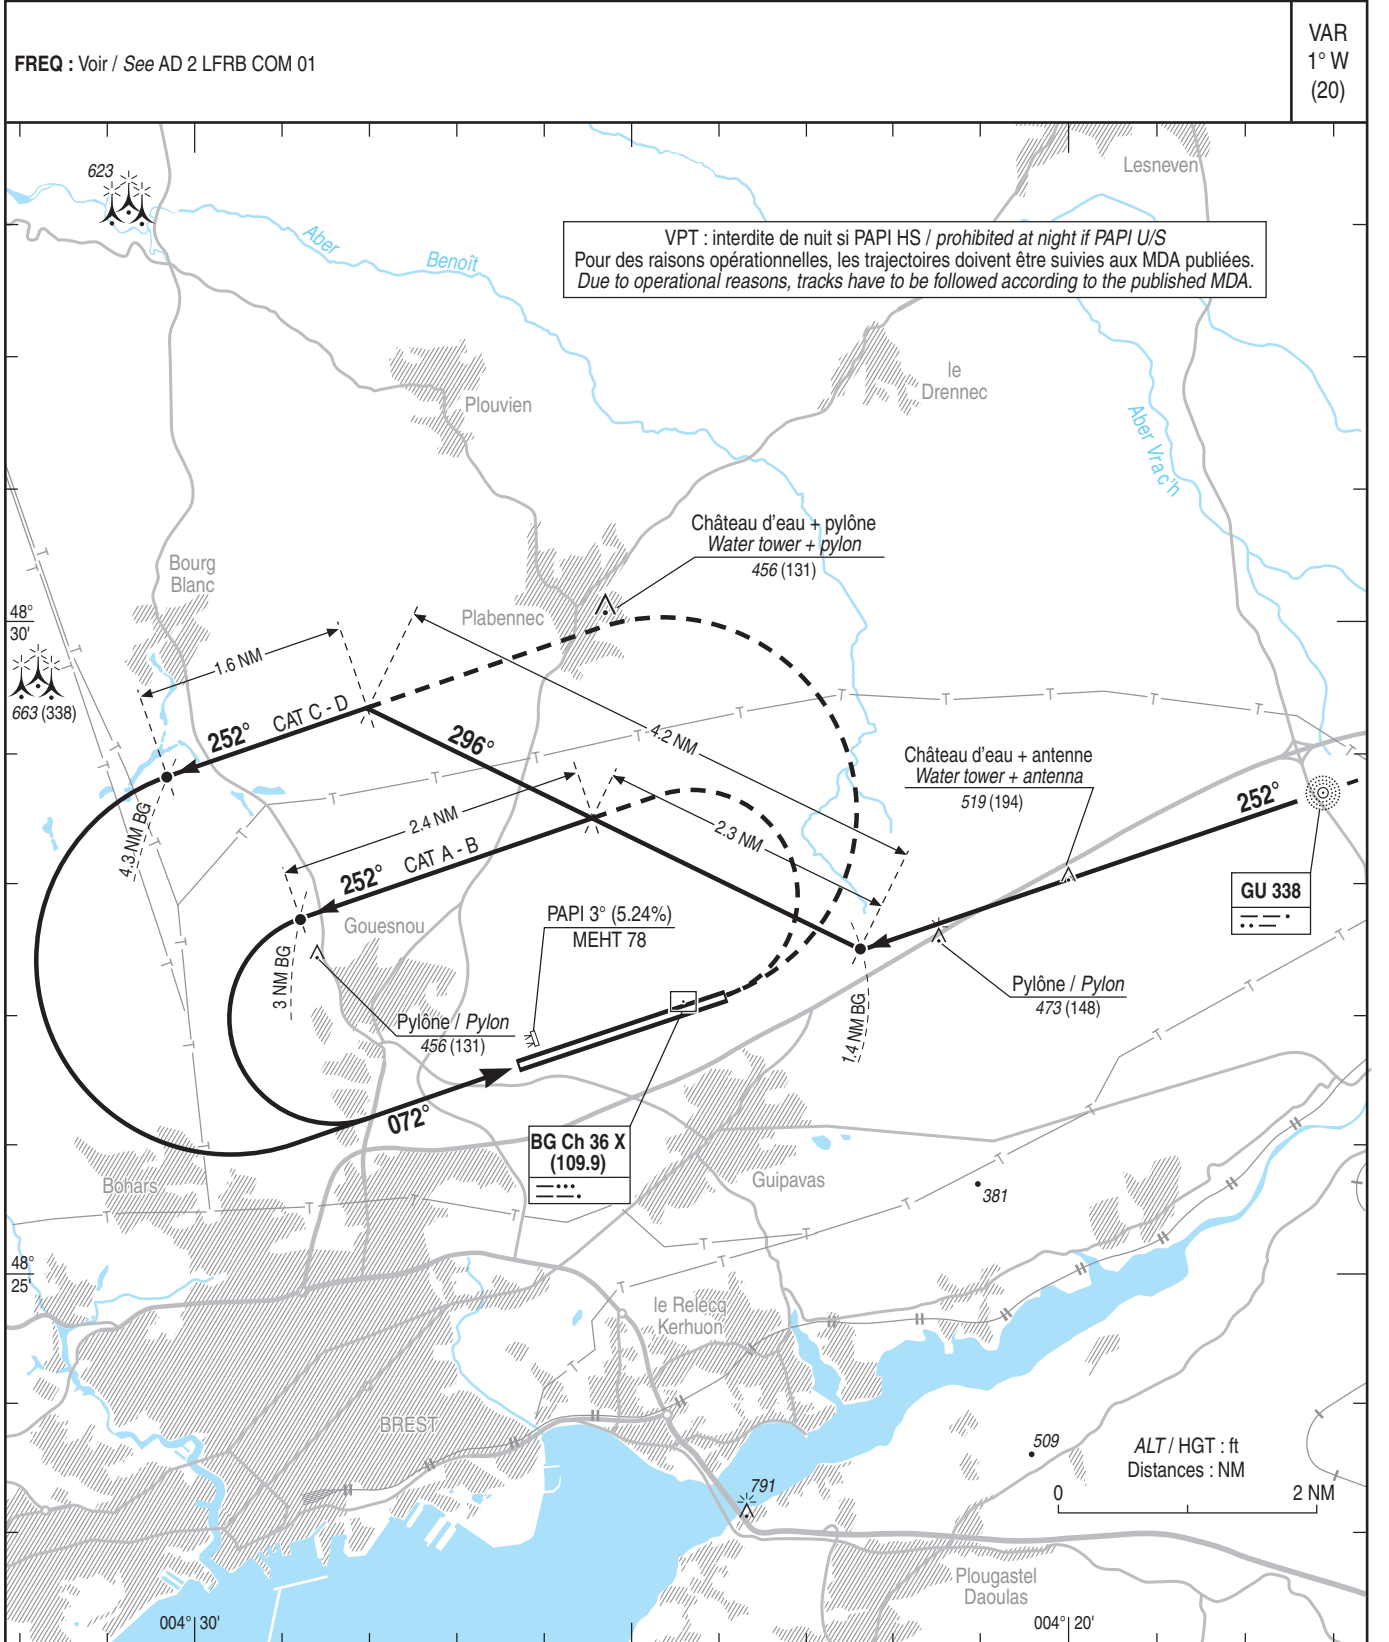 FREQ : Voir / See AD 2 LFRB COM 01
VAR
1° W
(20)
623
Lesneven
Aber
Benoît
VPT : interdite de nuit si PAPI HS / prohibited at night if PAPI U/S
Pour des raisons opérationnelles, les trajectoires doivent être suivies aux MDA publiées.
Due to operational reasons, tracks have to be followed according to the published MDA.
le
Drennec
Plouvien
Aber Vrac'h
Château d'eau + pylône
Water tower + pylon
456 (131)
Bourg
Blanc
48°
30'
Plabennec
1.6 NM
663 (338)
252°
CAT C - D
296°
4.2 NM
Château d'eau + antenne
Water tower + antenna
519 (194)
252°
4.3 NM BG
2.4 NM
2.3 NM
252°
CAT A - B
GU 338
PAPI 3° (5.24%)
MEHT 78
Gouesnou
3 NM BG
Pylône / Pylon
473 (148)
Pylône / Pylon
456 (131)
1.4 NM BG
072°
BG Ch 36 X
(109.9)
Guipavas
Bohars
381
48°
25'
le Relecq
Kerhuon
BREST
509
ALT / HGT : ft
Distances : NM
0
2 NM
791
Plougastel
Daoulas
004° 30'
004° 20'